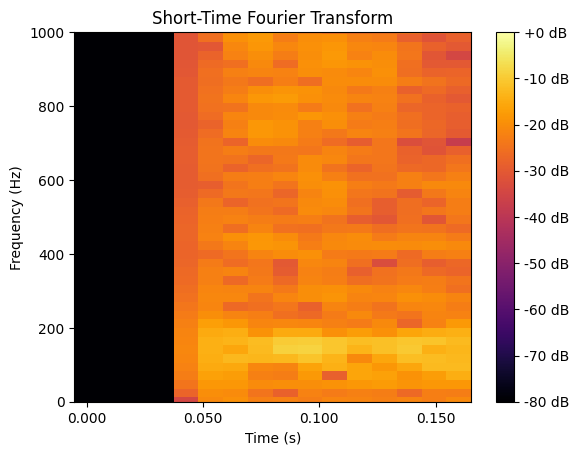 Short-Time Fourier Transform
Frequency (Hz)
1000
800
600
400
200
0
0.000
0.050
0.100
0.150
Time (s)
+0 dB
-10 dB
-20 dB
-30 dB
-40 dB
-50 dB
-60 dB
-70 dB
-80 dB